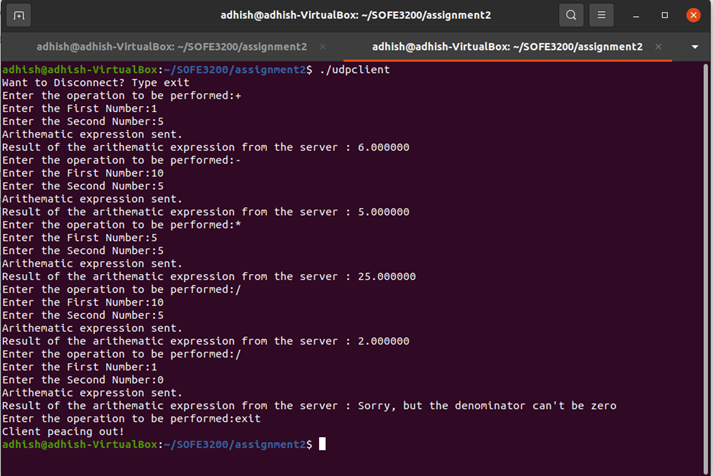 adhish@adhish-VirtualBox: ~/SOFE3200/assignment2
adhish@adhish-VirtualBox: ~/SOFE3200/assignment2
adhish@adhish-VirtualBox: ~/SOFE3200/assignment2
adhish@adhish-VirtualBox:~/SOFE3200/assignment2$ ./udpclient
Want to Disconnect? Type exit
Enter the operation to be performed:+
Enter the First Number:1
Enter the Second Number:5
Arithematic expression sent.
Result of the arithematic expression from the server : 6.000000
Enter the operation to be performed:-
Enter the First Number:10
Enter the Second Number:5
Arithematic expression sent.
Result of the arithematic expression from the server : 5.000000
Enter the operation to be performed:*
Enter the First Number:5
Enter the Second Number:5
Arithematic expression sent.
Result of the arithematic expression from the server : 25.000000
Enter the operation to be performed:/
Enter the First Number:10
Enter the Second Number:5
Arithematic expression sent.
Result of the arithematic expression from the server : 2.000000
Enter the operation to be performed:/
Enter the First Number:1
Enter the Second Number:0
Arithematic expression sent.
Result of the arithematic expression from the server : Sorry, but the denominator can't be zero
Enter the operation to be performed:exit
Client peacing out!
adhish@adhish-VirtualBox:~/SOFE3200/assignment2$